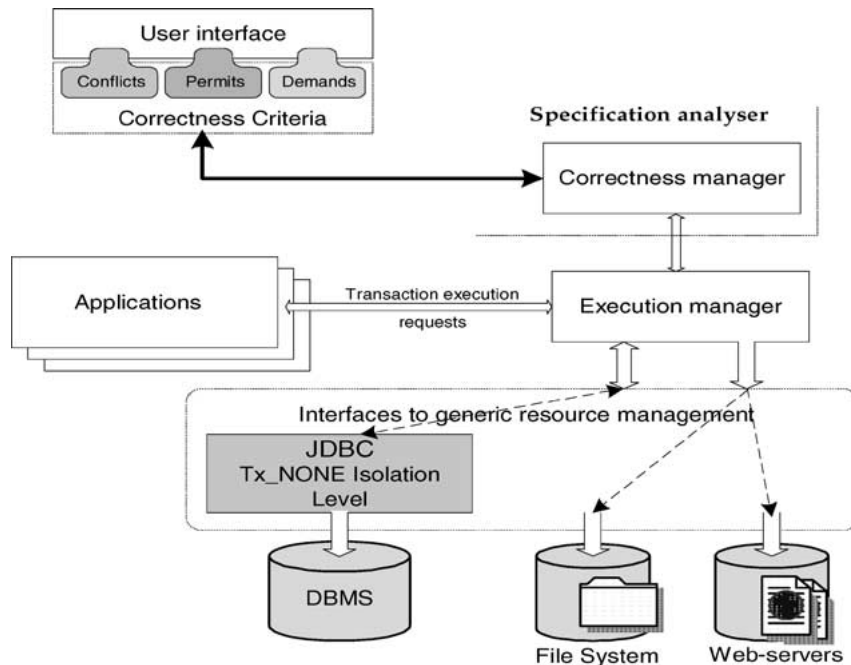 User interface
Conflicts
Permits
Demands
Correctness Criteria
Specification analyser
Correctness manager
Applications
Transaction execution
requests
Execution manager
Interfaces to generic resource management
JDBC
Tx_NONE Isolation
Level
DBMS
File System
Web-servers